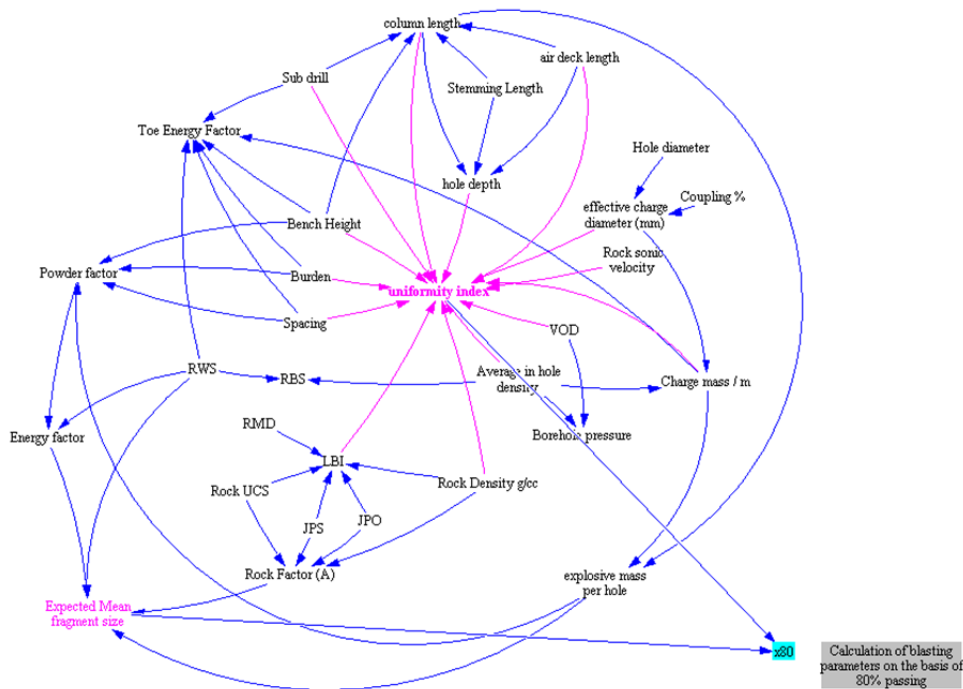 column length
air deck length
Sub drill
Stemming Length
Toe Energy Factor
Hole diameter
hole depth
Coupling %
effective charge
diameter (mm)
Bench Height
Rock sonic
velocity
Powder factor
Burden
uniformity index
Spacing
VOD
RWS
RBS
Average in hole
density
Charge mass / m
RMD
Energy factor
Borehole pressure
LBI
Rock UCS
Rock Density g/cc
JPS
JPO
Rock Factor (A)
explosive mass
per hole
Expected Mean
fragment size
x80
Calculation of blasting
parameters on the basis of
80% passing